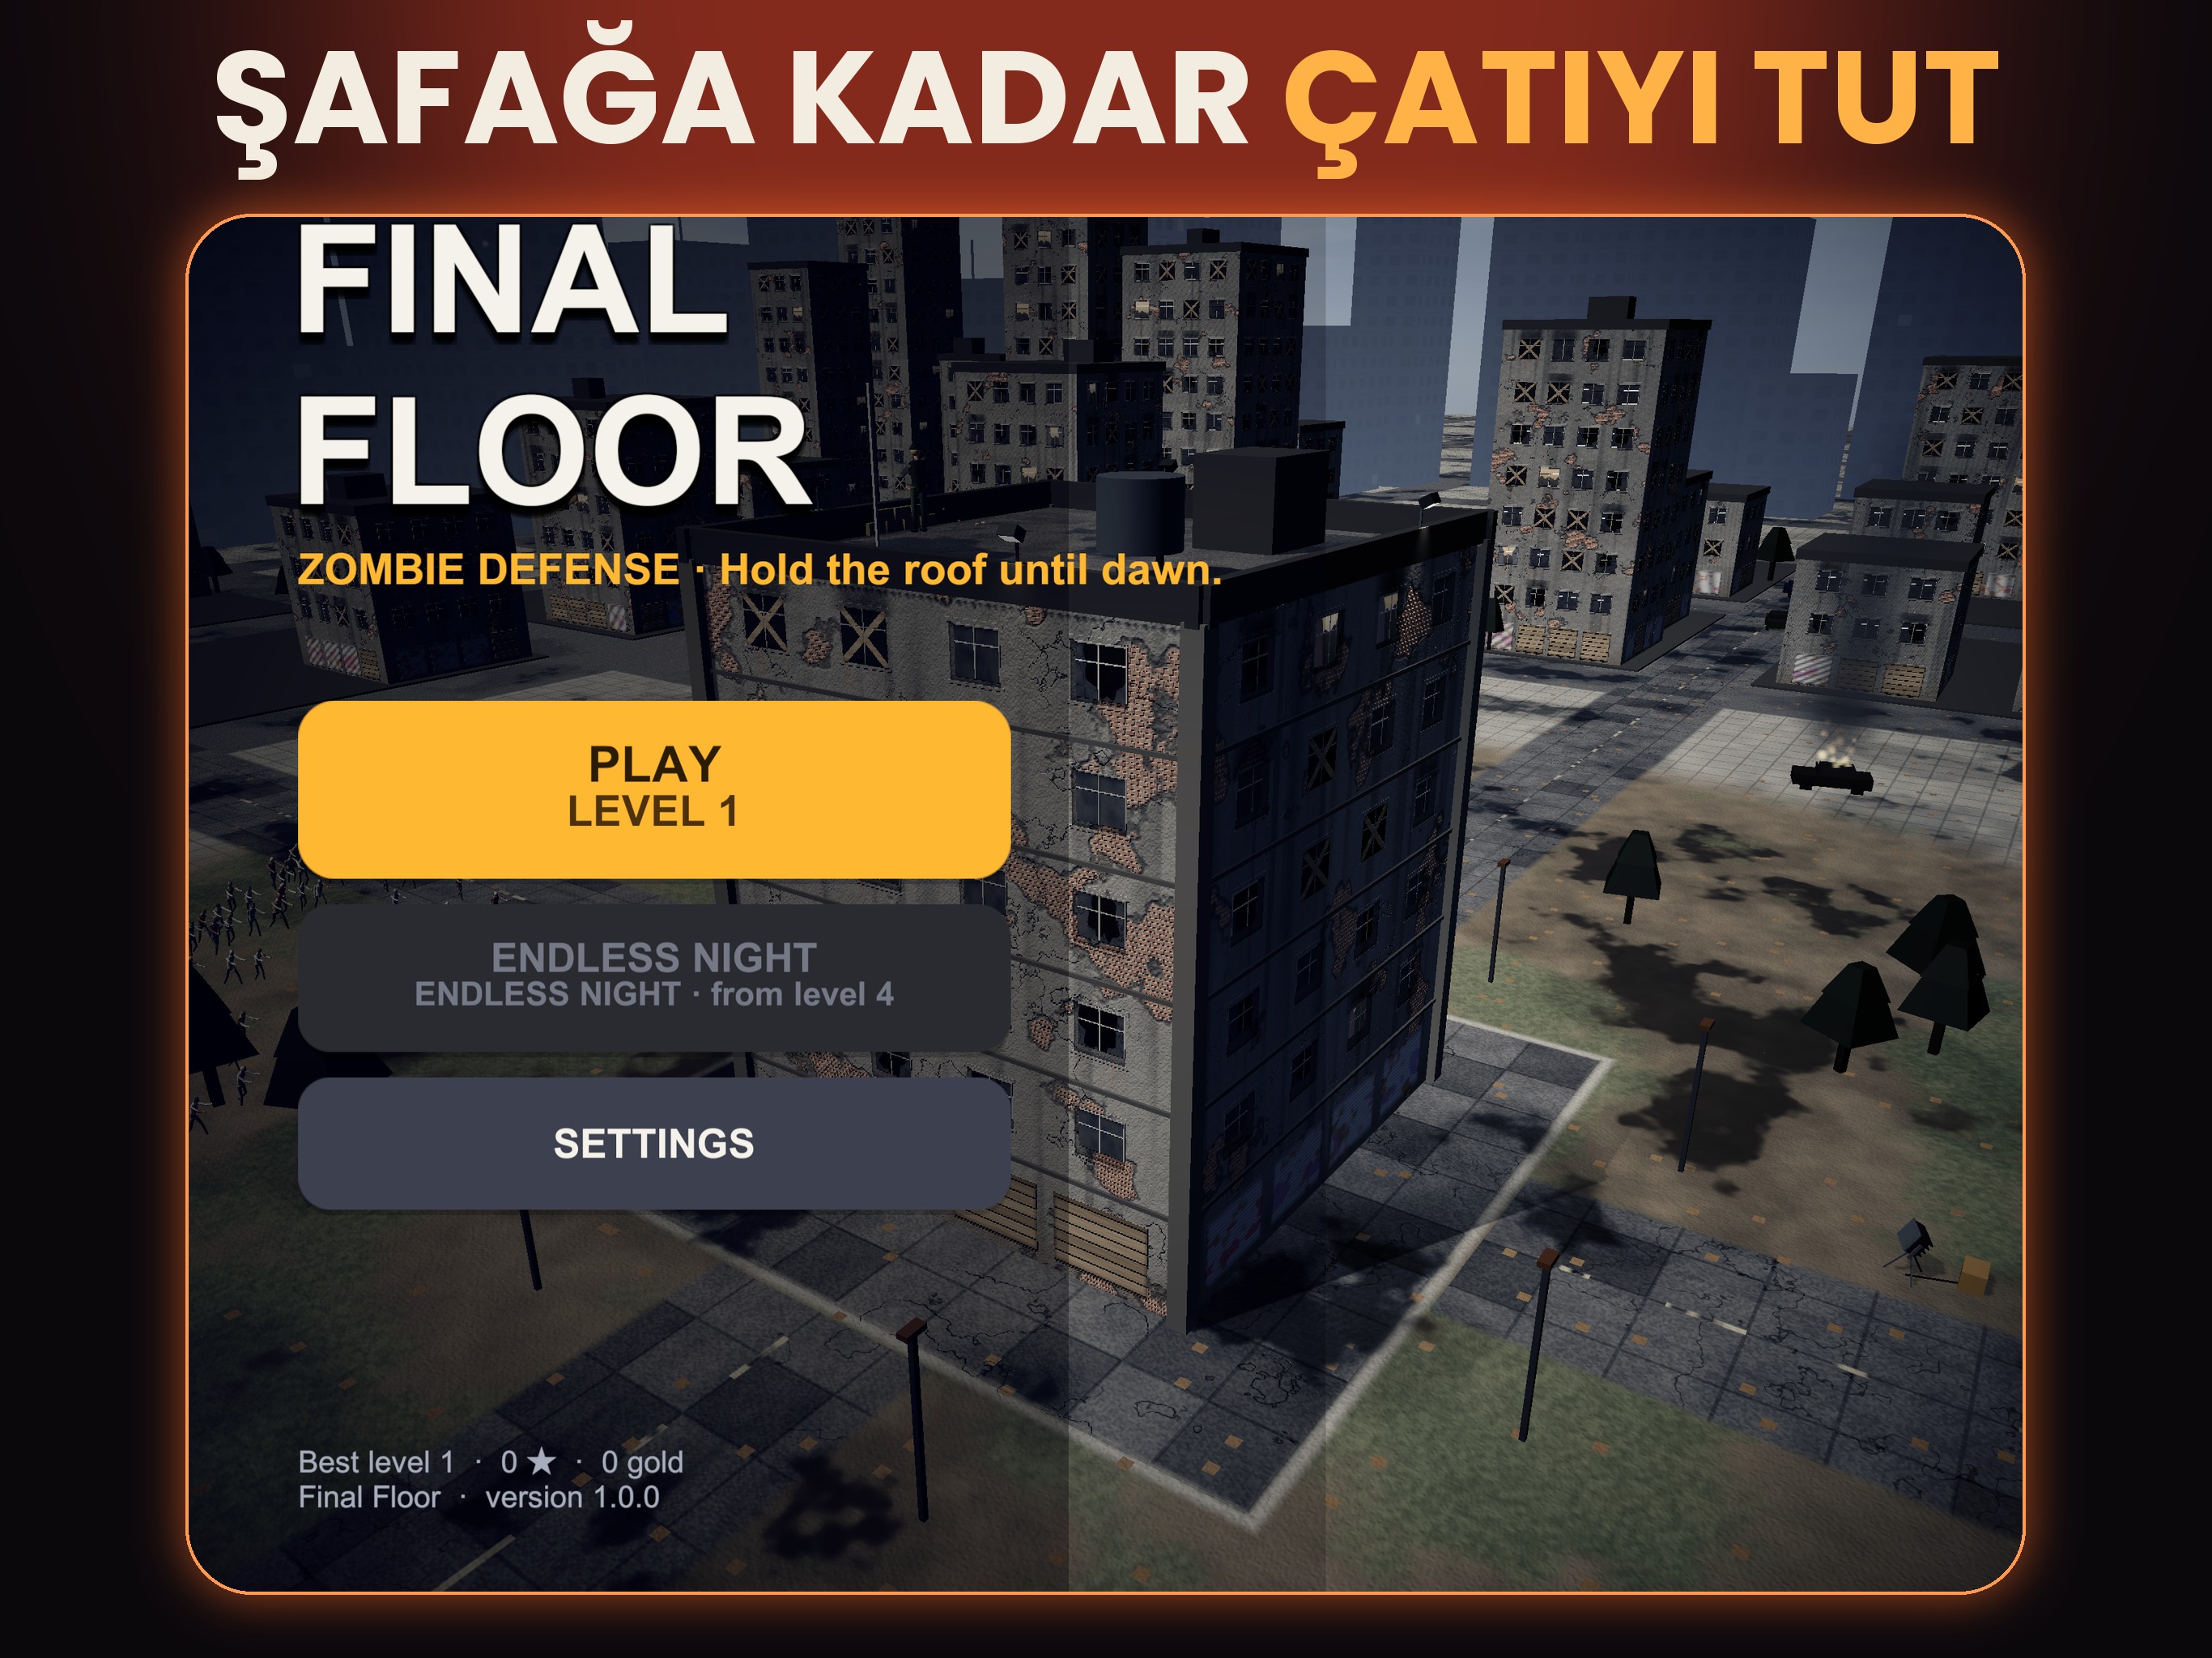 ŞAFAĞA KADAR ÇATIYI TUT
FINAL
FLOOR
ZOMBIE DEFENSE · Hold the roof until dawn.
PLAY
LEVEL 1
ENDLESS NIGHT
ENDLESS NIGHT · from level 4
SETTINGS
Best level 1 · 0 ★ · 0 gold
Final Floor · version 1.0.0